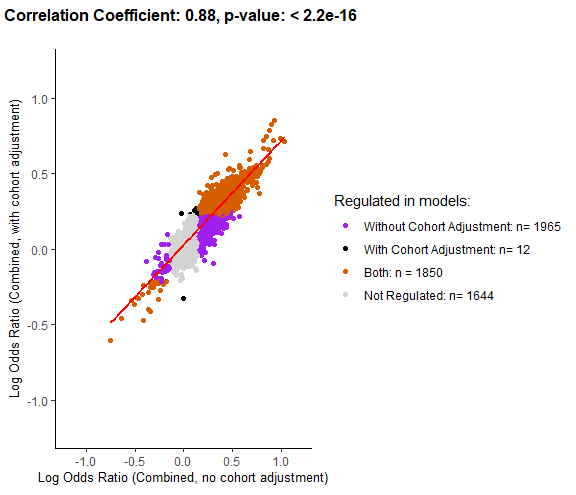 Correlation Coefficient: 0.88, p-value: < 2.2e-16
1.0
0.5
0.0
-0.5
-1.0
Log Odds Ratio (Combined, with cohort adjustment)
-1.0 -0.5 0.0 0.5 1.0
Log Odds Ratio (Combined, no cohort adjustment)
Regulated in models:
Without Cohort Adjustment: n= 1965
With Cohort Adjustment: n= 12
Both: n = 1850
Not Regulated: n= 1644